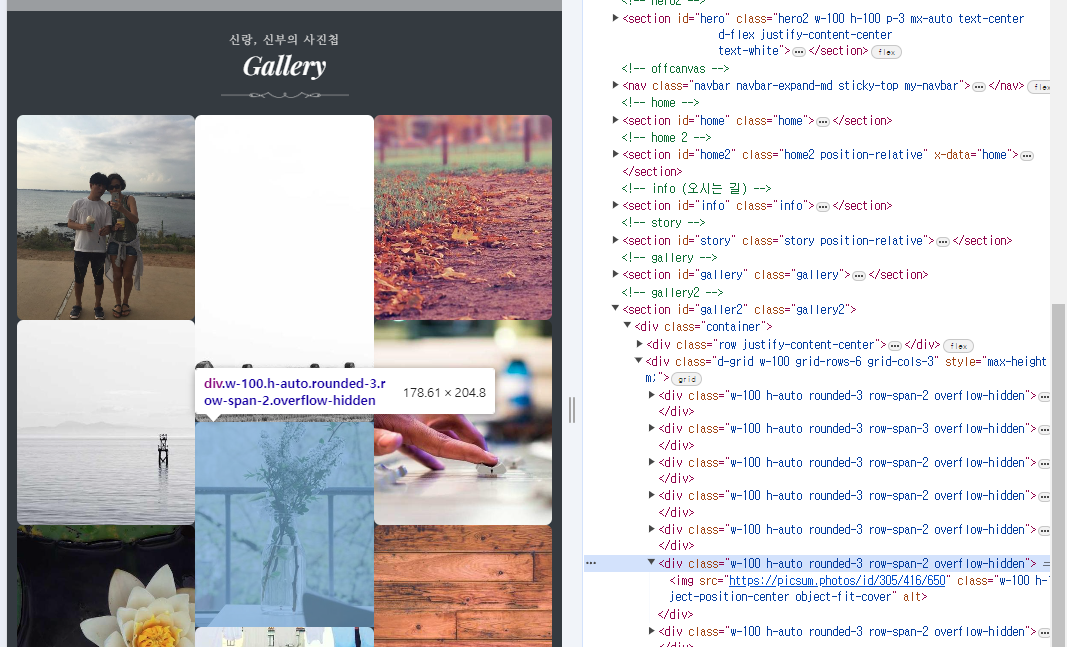 신랑, 신부의 사진첩
Gallery
div.w-100.h-auto.rounded-3.r
ow-span-2.overflow-hidden
178.61 × 204.8
<!-- hero2 -->
<section id="hero" class="hero2 w-100 h-100 p-3 mx-auto text-center
d-flex justify-content-center
text-white"> … </section> flex
<!-- offcanvas -->
<nav class="navbar navbar-expand-md sticky-top my-navbar"> … </nav> flex
<!-- home -->
<section id="home" class="home"> … </section>
<!-- home 2 -->
<section id="home2" class="home2 position-relative" x-data="home"> …
</section>
<!-- info (오시는 길) -->
<section id="info" class="info"> … </section>
<!-- story -->
<section id="story" class="story position-relative"> … </section>
<!-- gallery -->
<section id="gallery" class="gallery"> … </section>
<!-- gallery2 -->
<section id="galler2" class="gallery2">
<div class="container">
<div class="row justify-content-center"> … </div> flex
<div class="d-grid w-100 grid-rows-6 grid-cols-3" style="max-height
m;"> grid
<div class="w-100 h-auto rounded-3 row-span-2 overflow-hidden"> …
</div>
<div class="w-100 h-auto rounded-3 row-span-3 overflow-hidden"> …
</div>
<div class="w-100 h-auto rounded-3 row-span-2 overflow-hidden"> …
</div>
<div class="w-100 h-auto rounded-3 row-span-2 overflow-hidden"> …
</div>
<div class="w-100 h-auto rounded-3 row-span-2 overflow-hidden"> …
</div>
… <div class="w-100 h-auto rounded-3 row-span-2 overflow-hidden"> =
<img src="https://picsum.photos/id/305/416/650" class="w-100 h-
ject-position-center object-fit-cover" alt>
</div>
<div class="w-100 h-auto rounded-3 row-span-2 overflow-hidden"> …